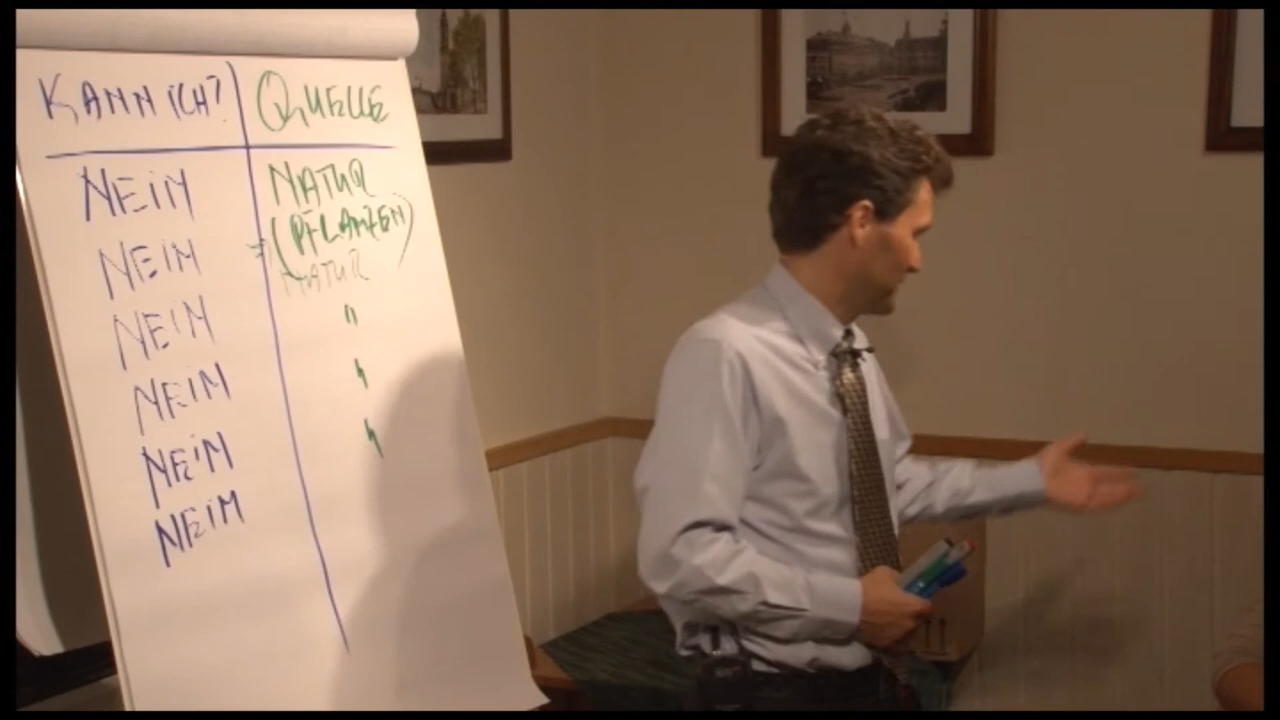 KANN ICH? QUELLE
NEIN NATUR
(PFLANZEN)
NEIN NATUR
NEIN "
NEIN "
NEIN "
NEIN